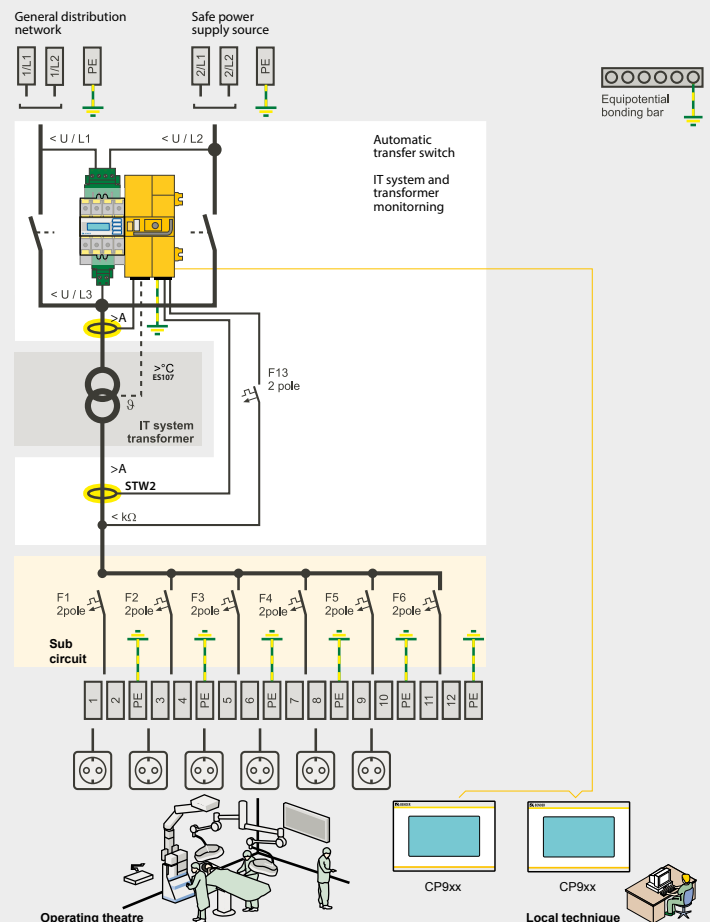 General distribution
network
Safe power
supply source
1/L1
1/L2
PE
2/L1
2/L2
PE
Equipotential
bonding bar
< U / L1
< U / L2
Automatic
transfer switch
IT system and
transformer
monitorning
< U / L3
>A
>°C
ES107
ϑ
F13
2 pole
IT system
transformer
>A
STW2
< kΩ
F1
2pole
F2
2pole
F3
2pole
F4
2pole
F5
2pole
F6
2pole
Sub
circuit
1
2
PE
3
4
PE
5
6
PE
7
8
PE
9
10
PE
11
12
PE
BENDER
BENDER
CP9xx
CP9xx
Operating theatre
Local technique